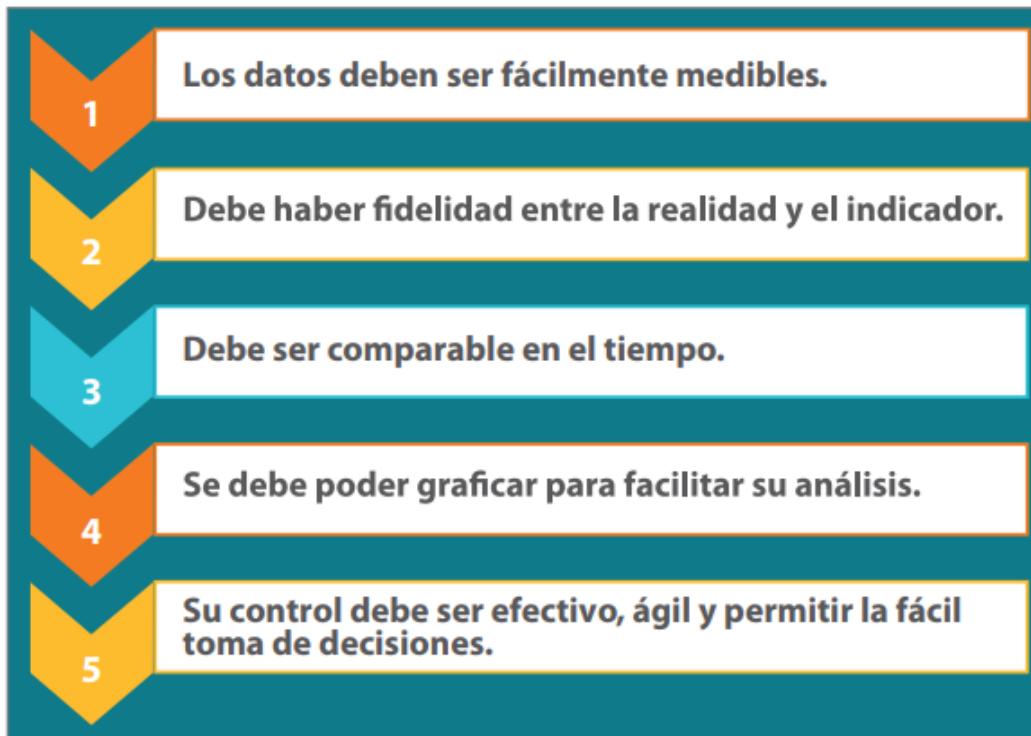 1
Los datos deben ser fácilmente medibles.
2
Debe haber fidelidad entre la realidad y el indicador.
3
Debe ser comparable en el tiempo.
4
Se debe poder graficar para facilitar su análisis.
5
Su control debe ser efectivo, ágil y permitir la fácil
toma de decisiones.